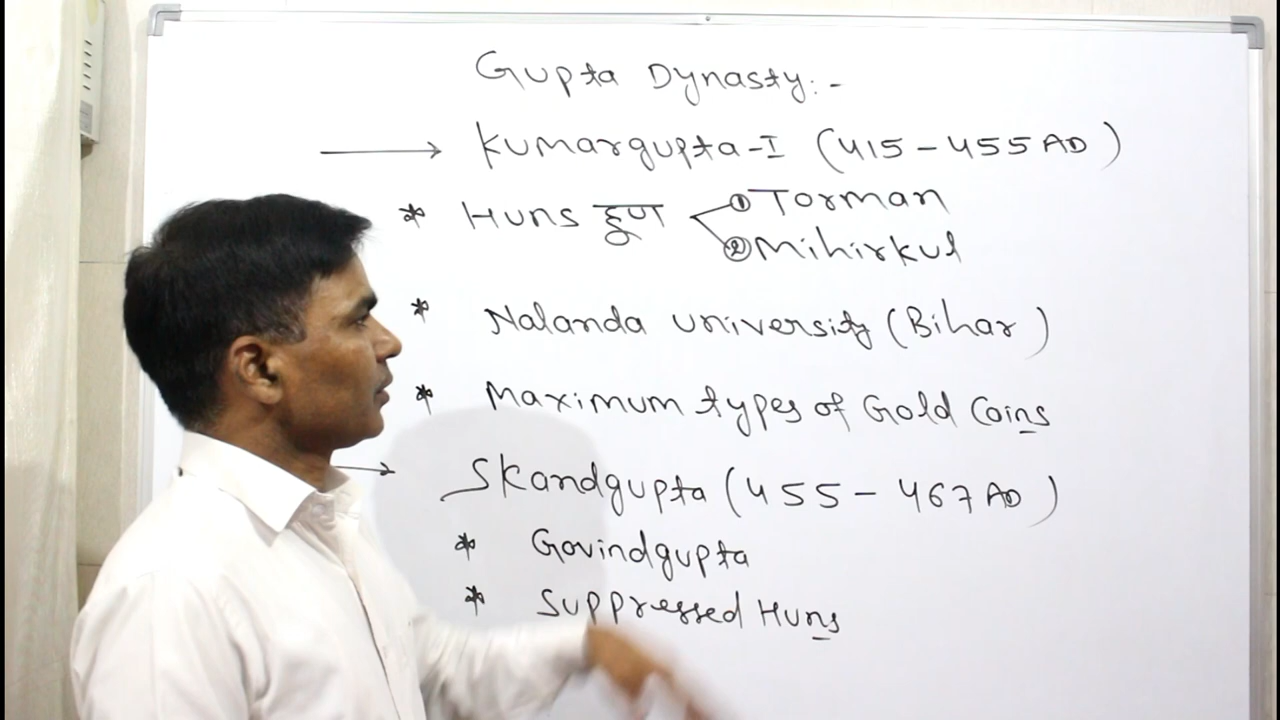 Gupta Dynasty:-
→ Kumargupta-I (415-455 AD)
* Huns हूण ① Torman
② Mihirkul
* Nalanda University (Bihar)
* Maximum types of Gold Coins
→ Skandgupta (455-467 AD)
* Govindgupta
* Suppressed Huns